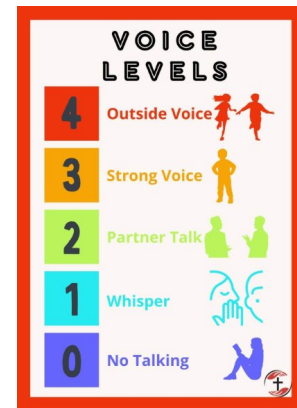 VOICE
LEVELS
4 Outside Voice
3 Strong Voice
2 Partner Talk
1 Whisper
0 No Talking